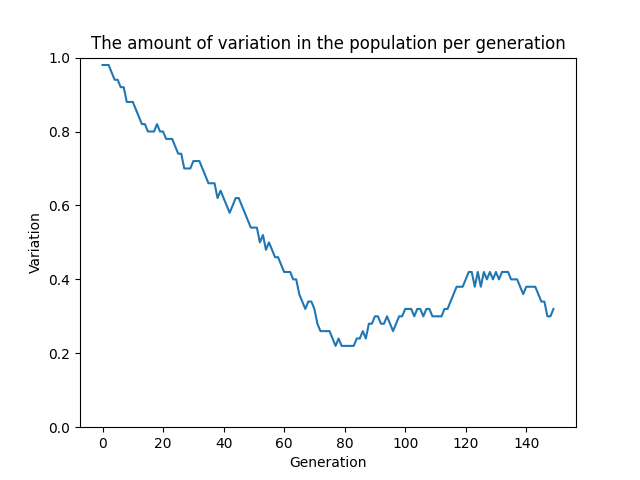 The amount of variation in the population per generation
1.0
0.8
0.6
0.4
0.2
0.0
Variation
0 20 40 60 80 100 120 140
Generation